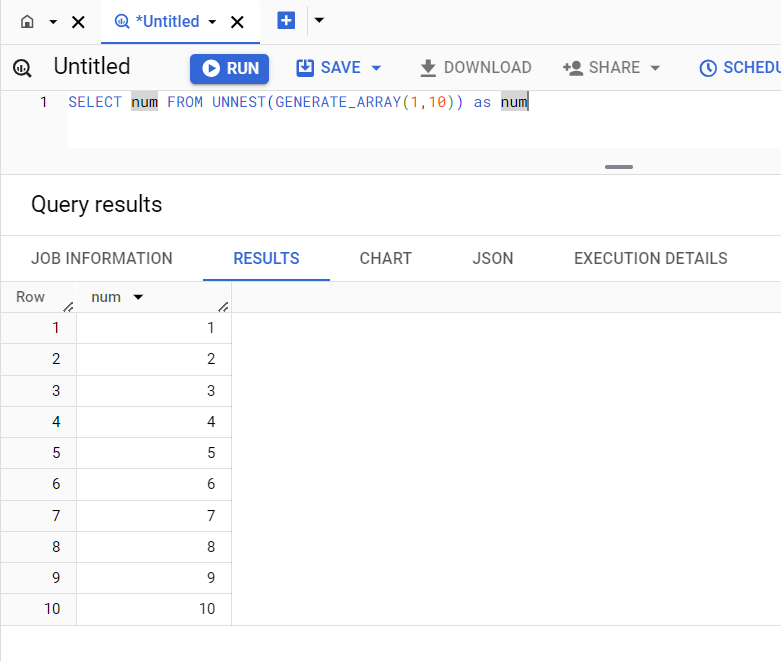 *Untitled
Untitled RUN SAVE DOWNLOAD SHARE
1 SELECT num FROM UNNEST(GENERATE_ARRAY(1,10)) as num
Query results
JOB INFORMATION RESULTS CHART JSON EXECUTION DETAILS
Row num
1 1
2 2
3 3
4 4
5 5
6 6
7 7
8 8
9 9
10 10